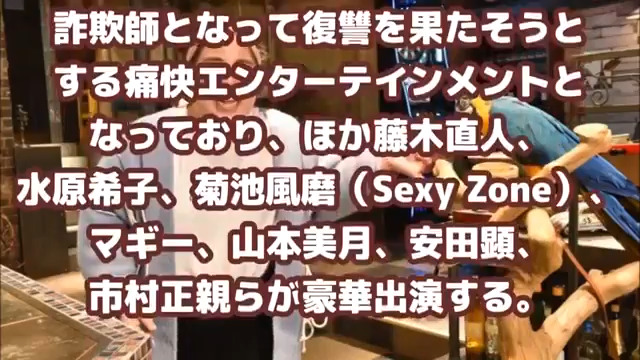 詐欺師となって復讐を果たそうと
する痛快エンターテインメントと
なっており、ほか藤木直人、
水原希子、菊池風磨（Sexy Zone）、
マギー、山本美月、安田顕、
市村正親らが豪華出演する。